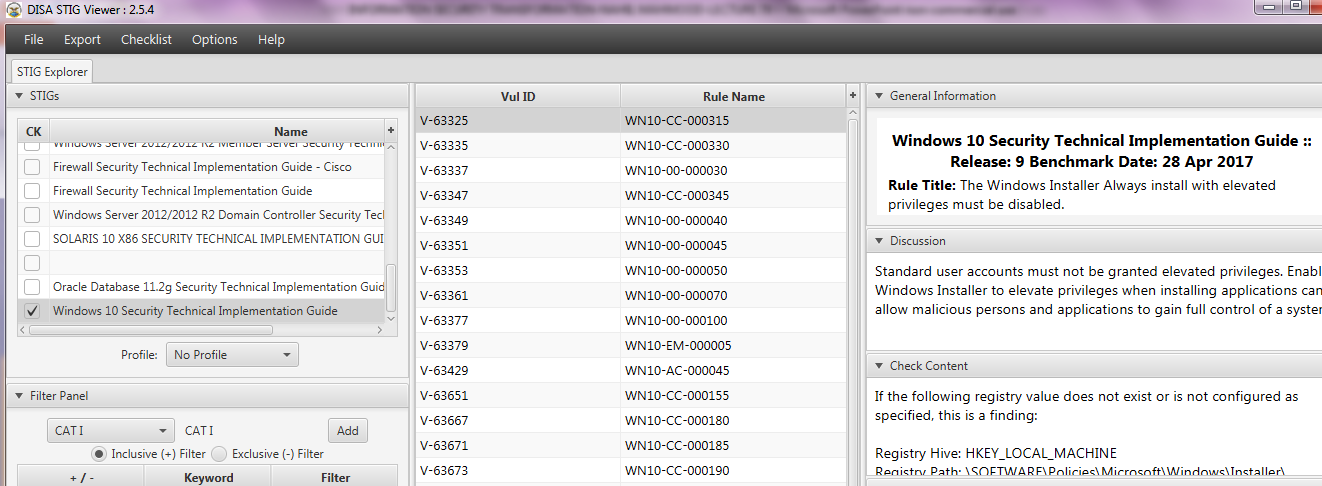 DISA STIG Viewer : 2.5.4
File Export Checklist Options Help
STIG Explorer
STIGs
CK Name +
Windows Server 2012/2012 R2 Member Server Security Techni
Firewall Security Technical Implementation Guide - Cisco
Firewall Security Technical Implementation Guide
Windows Server 2012/2012 R2 Domain Controller Security Tec
SOLARIS 10 X86 SECURITY TECHNICAL IMPLEMENTATION GUI
Oracle Database 11.2g Security Technical Implementation Guid
Windows 10 Security Technical Implementation Guide
Profile: No Profile
Filter Panel
CAT I CAT I Add
Inclusive (+) Filter Exclusive (-) Filter
+ / - Keyword Filter
Vul ID Rule Name +
V-63325 WN10-CC-000315
V-63335 WN10-CC-000330
V-63337 WN10-00-000030
V-63347 WN10-CC-000345
V-63349 WN10-00-000040
V-63351 WN10-00-000045
V-63353 WN10-00-000050
V-63361 WN10-00-000070
V-63377 WN10-00-000100
V-63379 WN10-EM-000005
V-63429 WN10-AC-000045
V-63651 WN10-CC-000155
V-63667 WN10-CC-000180
V-63671 WN10-CC-000185
V-63673 WN10-CC-000190
General Information
Windows 10 Security Technical Implementation Guide ::
Release: 9 Benchmark Date: 28 Apr 2017
Rule Title: The Windows Installer Always install with elevated
privileges must be disabled.
Discussion
Standard user accounts must not be granted elevated privileges. Enabl
Windows Installer to elevate privileges when installing applications can
allow malicious persons and applications to gain full control of a syster
Check Content
If the following registry value does not exist or is not configured as
specified, this is a finding:
Registry Hive: HKEY_LOCAL_MACHINE
Registry Path: \SOFTWARE\Policies\Microsoft\Windows\Installer\